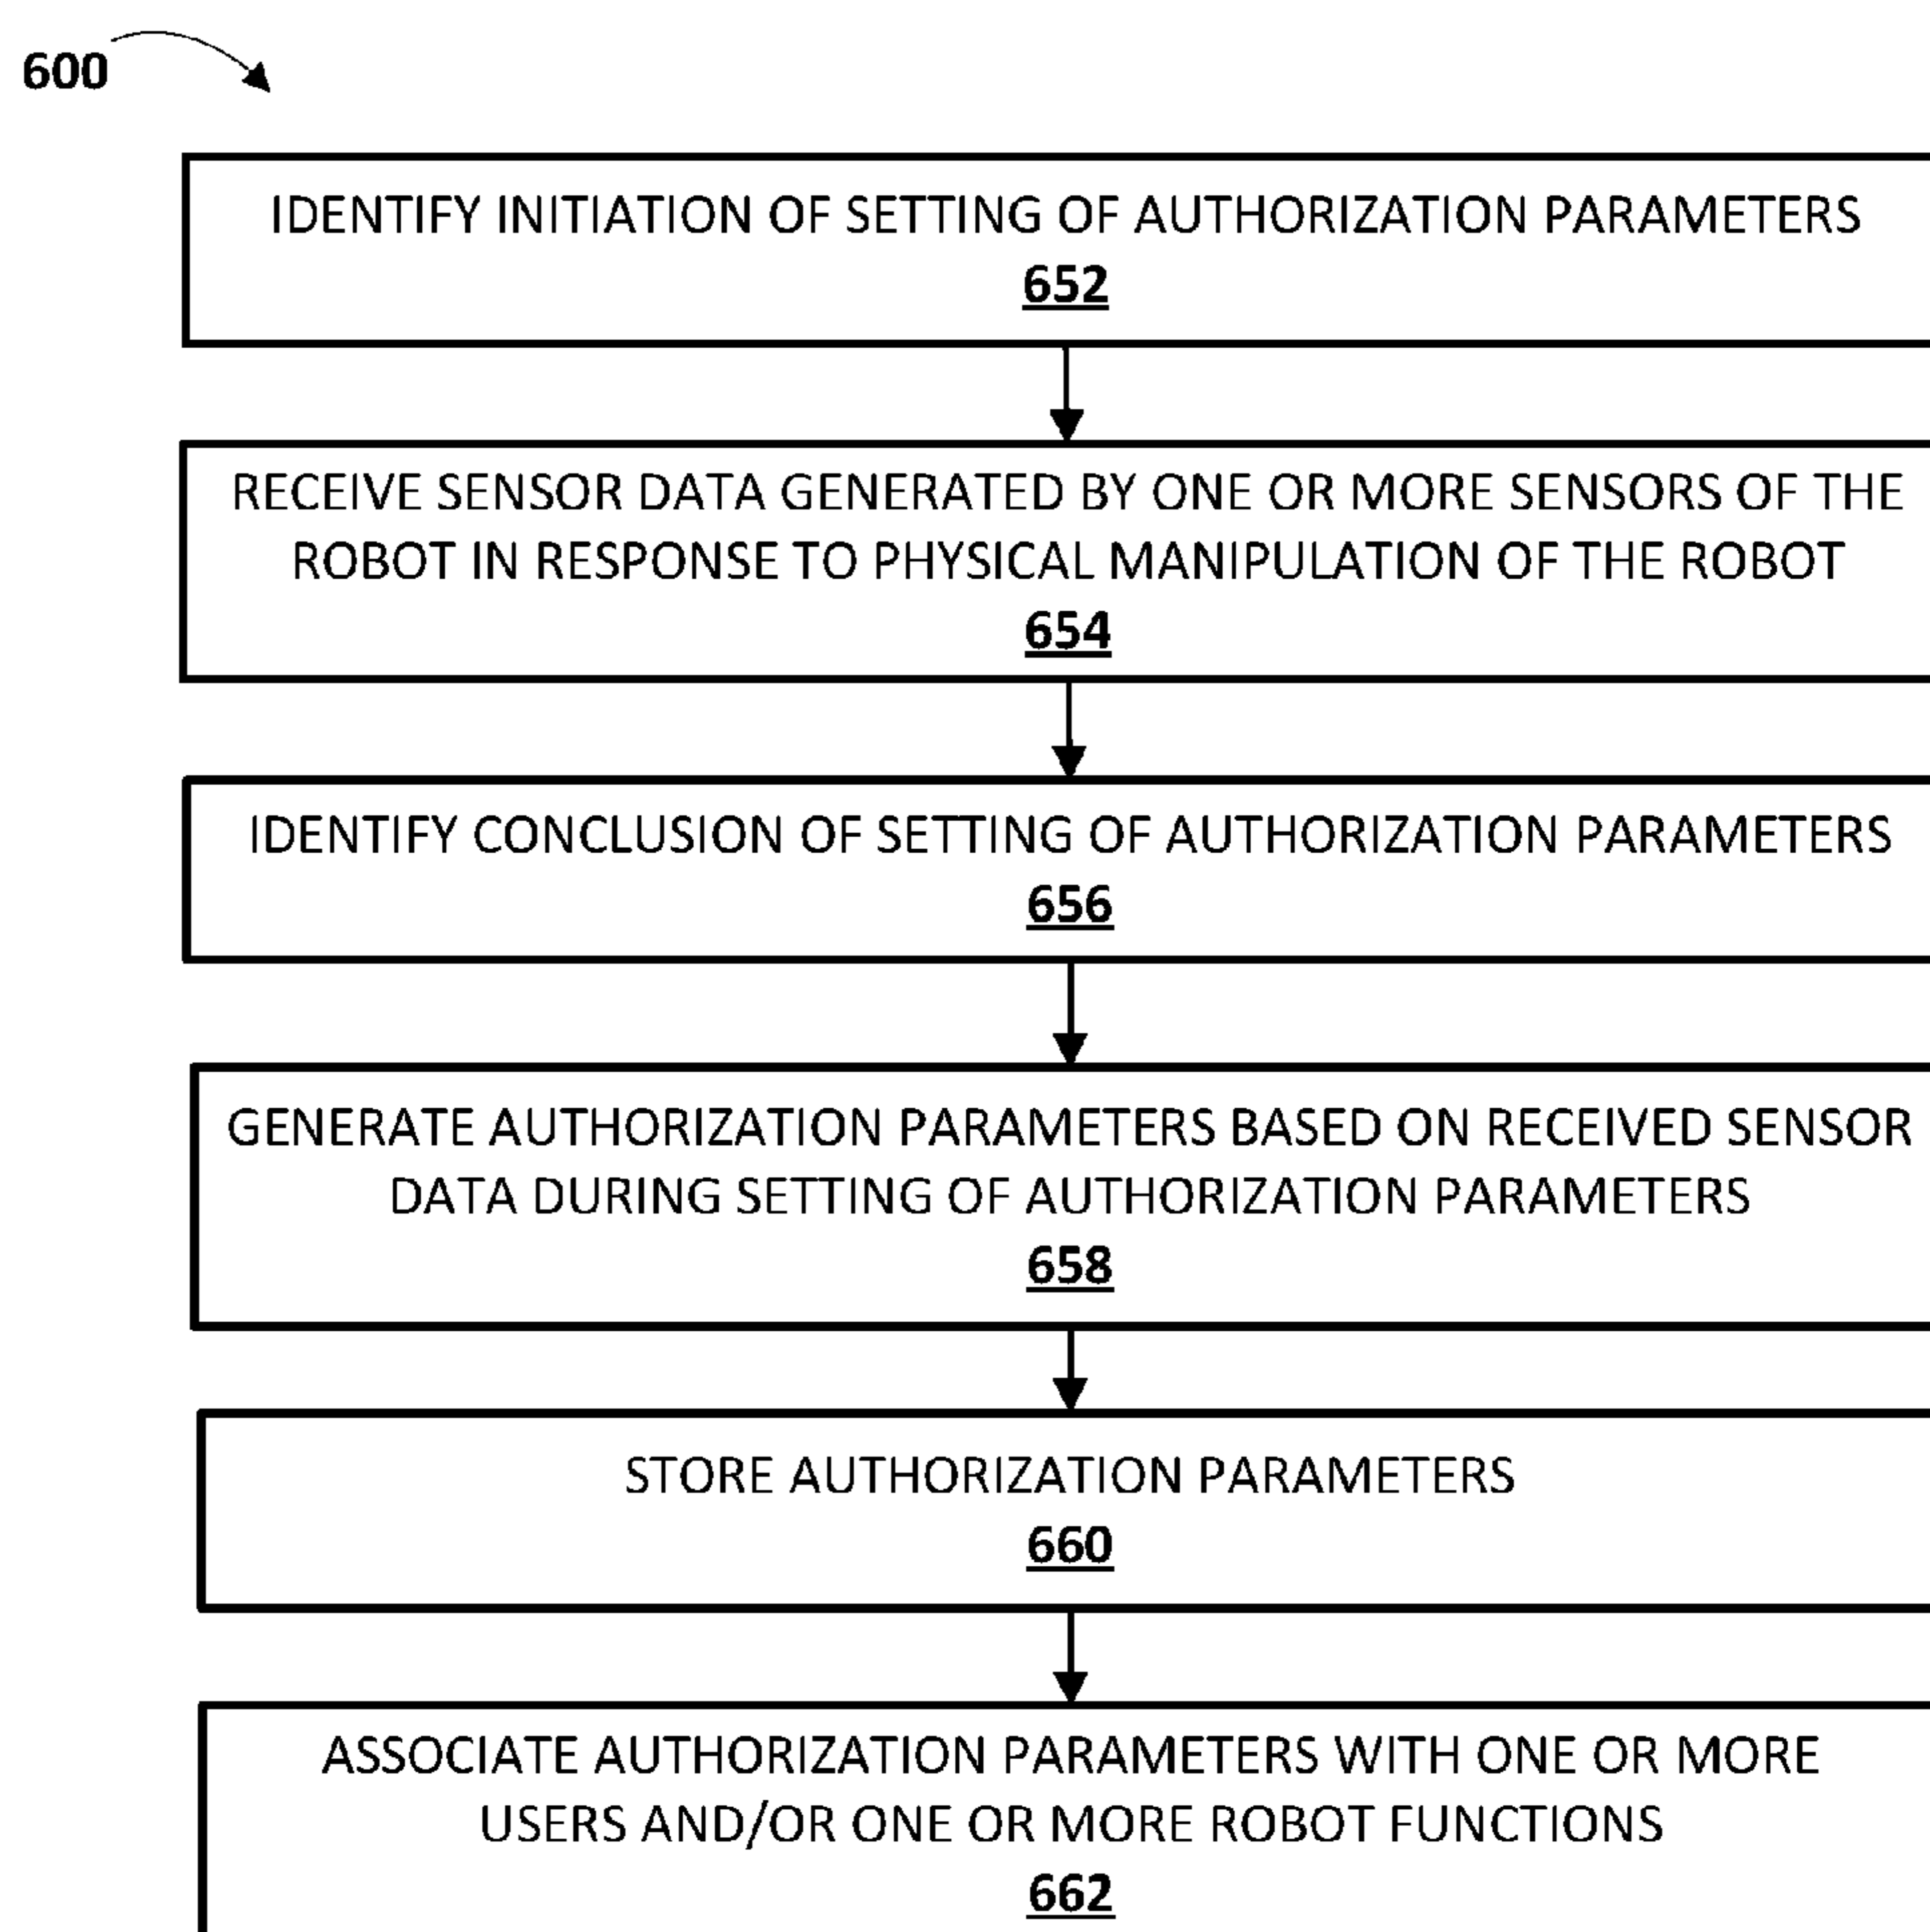 600
IDENTIFY INITIATION OF SETTING OF AUTHORIZATION PARAMETERS
652
RECEIVE SENSOR DATA GENERATED BY ONE OR MORE SENSORS OF THE
ROBOT IN RESPONSE TO PHYSICAL MANIPULATION OF THE ROBOT
654
IDENTIFY CONCLUSION OF SETTING OF AUTHORIZATION PARAMETERS
656
GENERATE AUTHORIZATION PARAMETERS BASED ON RECEIVED SENSOR
DATA DURING SETTING OF AUTHORIZATION PARAMETERS
658
STORE AUTHORIZATION PARAMETERS
660
ASSOCIATE AUTHORIZATION PARAMETERS WITH ONE OR MORE
USERS AND/OR ONE OR MORE ROBOT FUNCTIONS
662